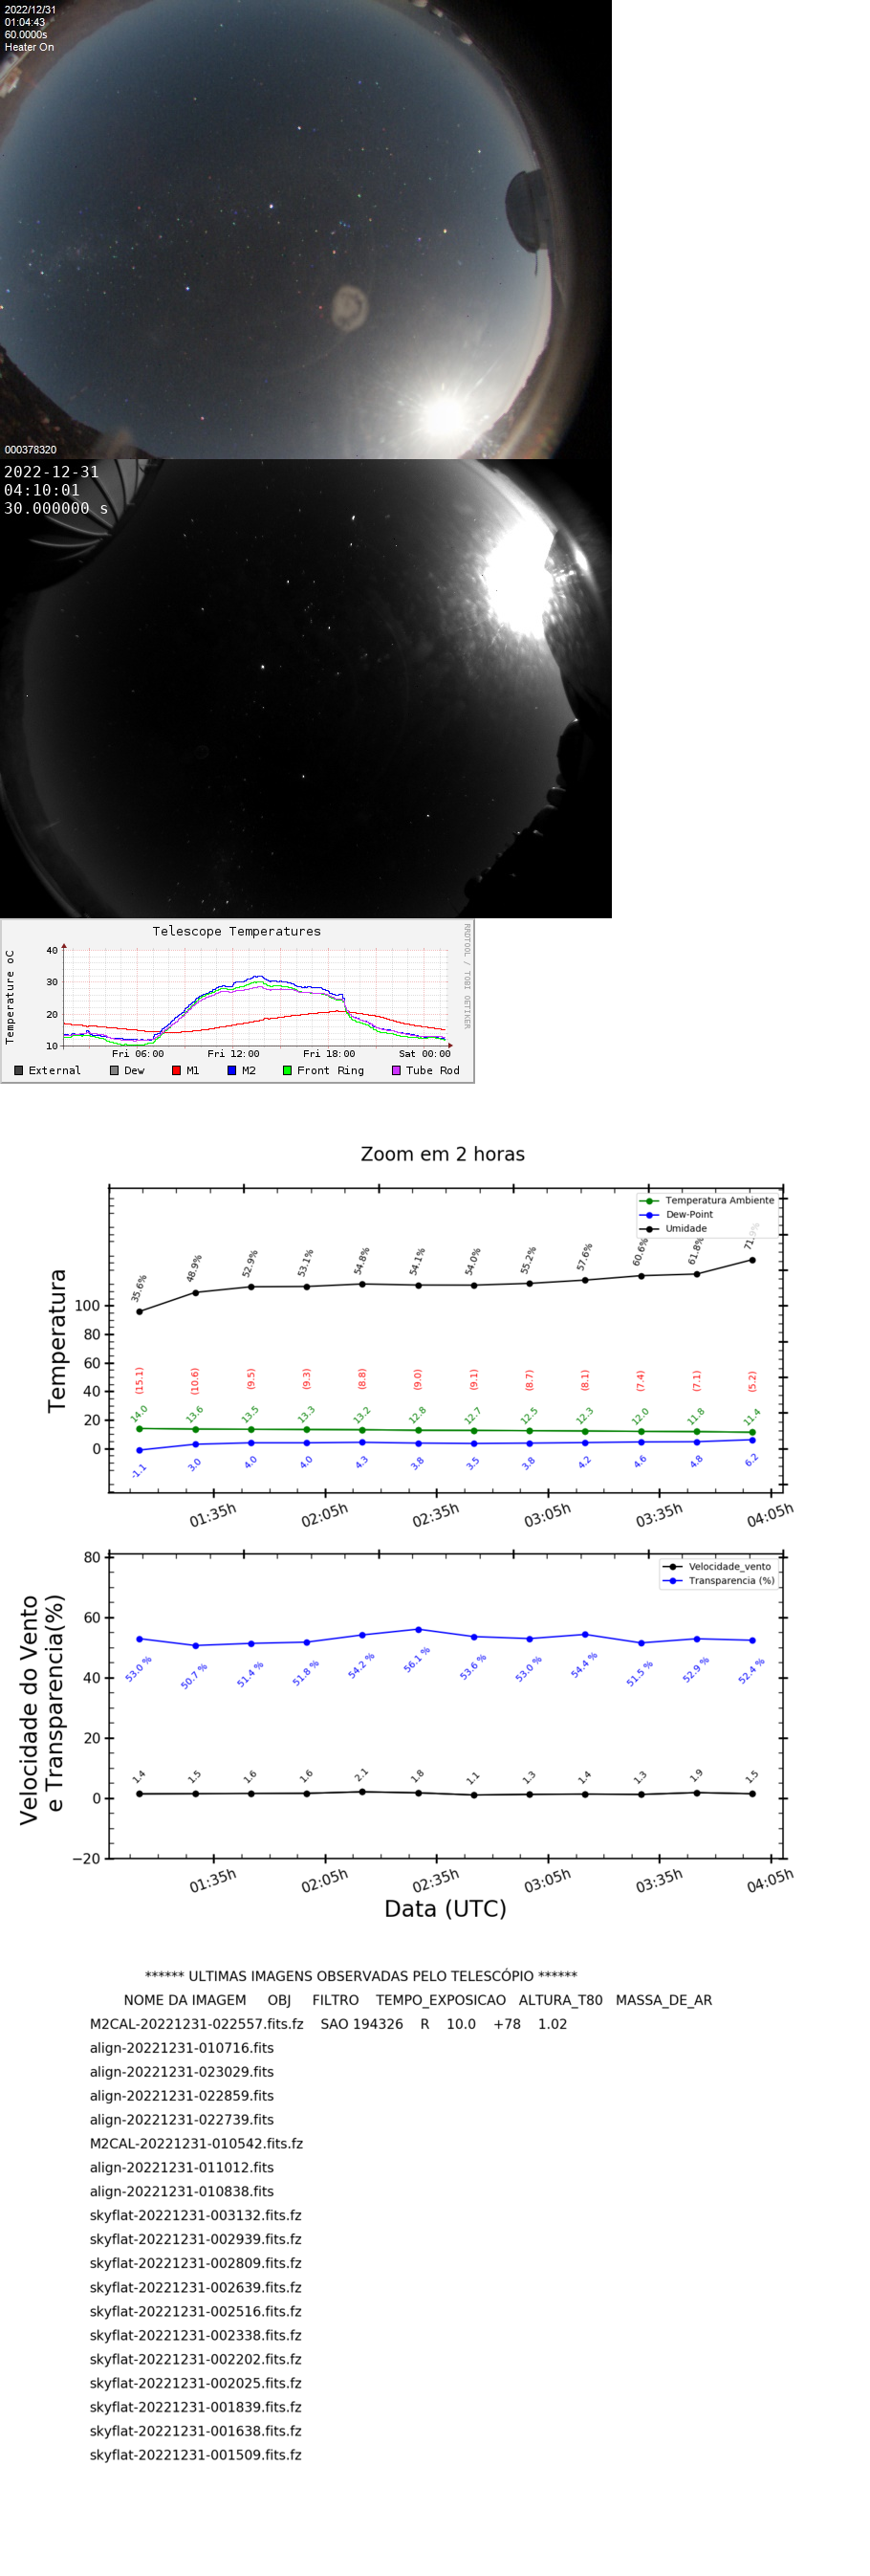 2022/12/31
01:04:43
60.0000s
Heater On
000378320
2022-12-31
04:10:01
30.000000 s
Telescope Temperatures
RRDTOOL / TOBI OETIKER
Temperature oC
40
30
20
10
Fri 06:00 Fri 12:00 Fri 18:00 Sat 00:00
External Dew M1 M2 Front Ring Tube Rod
Zoom em 2 horas
Temperatura
Temperatura Ambiente
Dew-Point
Umidade
35.6% 48.9% 52.9% 53.1% 54.8% 54.1% 54.0% 55.2% 57.6% 60.6% 61.8% 71.9%
100
80
60
40
20
0
(15.1) (10.6) (9.5) (9.3) (8.8) (9.0) (9.1) (8.7) (8.1) (7.4) (7.1) (5.2)
14.0 13.6 13.5 13.3 13.2 12.8 12.7 12.5 12.3 12.0 11.8 11.4
-1.1 3.0 4.0 4.0 4.3 3.8 3.5 3.8 4.2 4.6 4.8 6.2
01:35h 02:05h 02:35h 03:05h 03:35h 04:05h
Velocidade do Vento
e Transparencia(%)
Velocidade_vento
Transparencia (%)
80
60
40
20
0
−20
53.0 % 50.7 % 51.4 % 51.8 % 54.2 % 56.1 % 53.6 % 53.0 % 54.4 % 51.5 % 52.9 % 52.4 %
1.4 1.5 1.6 1.6 2.1 1.8 1.1 1.3 1.4 1.3 1.9 1.5
01:35h 02:05h 02:35h 03:05h 03:35h 04:05h
Data (UTC)
****** ULTIMAS IMAGENS OBSERVADAS PELO TELESCÓPIO ******
NOME DA IMAGEM OBJ FILTRO TEMPO_EXPOSICAO ALTURA_T80 MASSA_DE_AR
M2CAL-20221231-022557.fits.fz SAO 194326 R 10.0 +78 1.02
align-20221231-010716.fits
align-20221231-023029.fits
align-20221231-022859.fits
align-20221231-022739.fits
M2CAL-20221231-010542.fits.fz
align-20221231-011012.fits
align-20221231-010838.fits
skyflat-20221231-003132.fits.fz
skyflat-20221231-002939.fits.fz
skyflat-20221231-002809.fits.fz
skyflat-20221231-002639.fits.fz
skyflat-20221231-002516.fits.fz
skyflat-20221231-002338.fits.fz
skyflat-20221231-002202.fits.fz
skyflat-20221231-002025.fits.fz
skyflat-20221231-001839.fits.fz
skyflat-20221231-001638.fits.fz
skyflat-20221231-001509.fits.fz